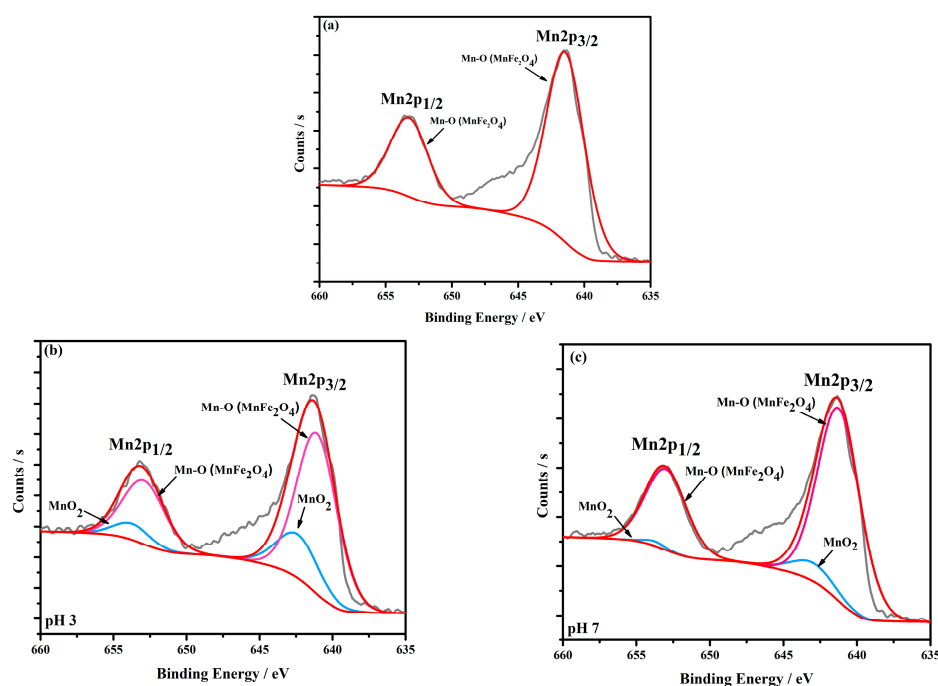 (a)
Mn2p3/2
Mn-O (MnFe2O4)
Mn2p1/2
Mn-O (MnFe2O4)
Counts / s
660 655 650 645 640 635
Binding Energy / eV
(b)
Mn2p3/2
Mn-O (MnFe2O4)
Mn2p1/2
Mn-O (MnFe2O4)
MnO2
MnO2
Counts / s
pH 3
660 655 650 645 640 635
Binding Energy / eV
(c)
Mn2p3/2
Mn-O (MnFe2O4)
Mn2p1/2
Mn-O (MnFe2O4)
MnO2
MnO2
Counts / s
pH 7
660 655 650 645 640 635
Binding Energy / eV